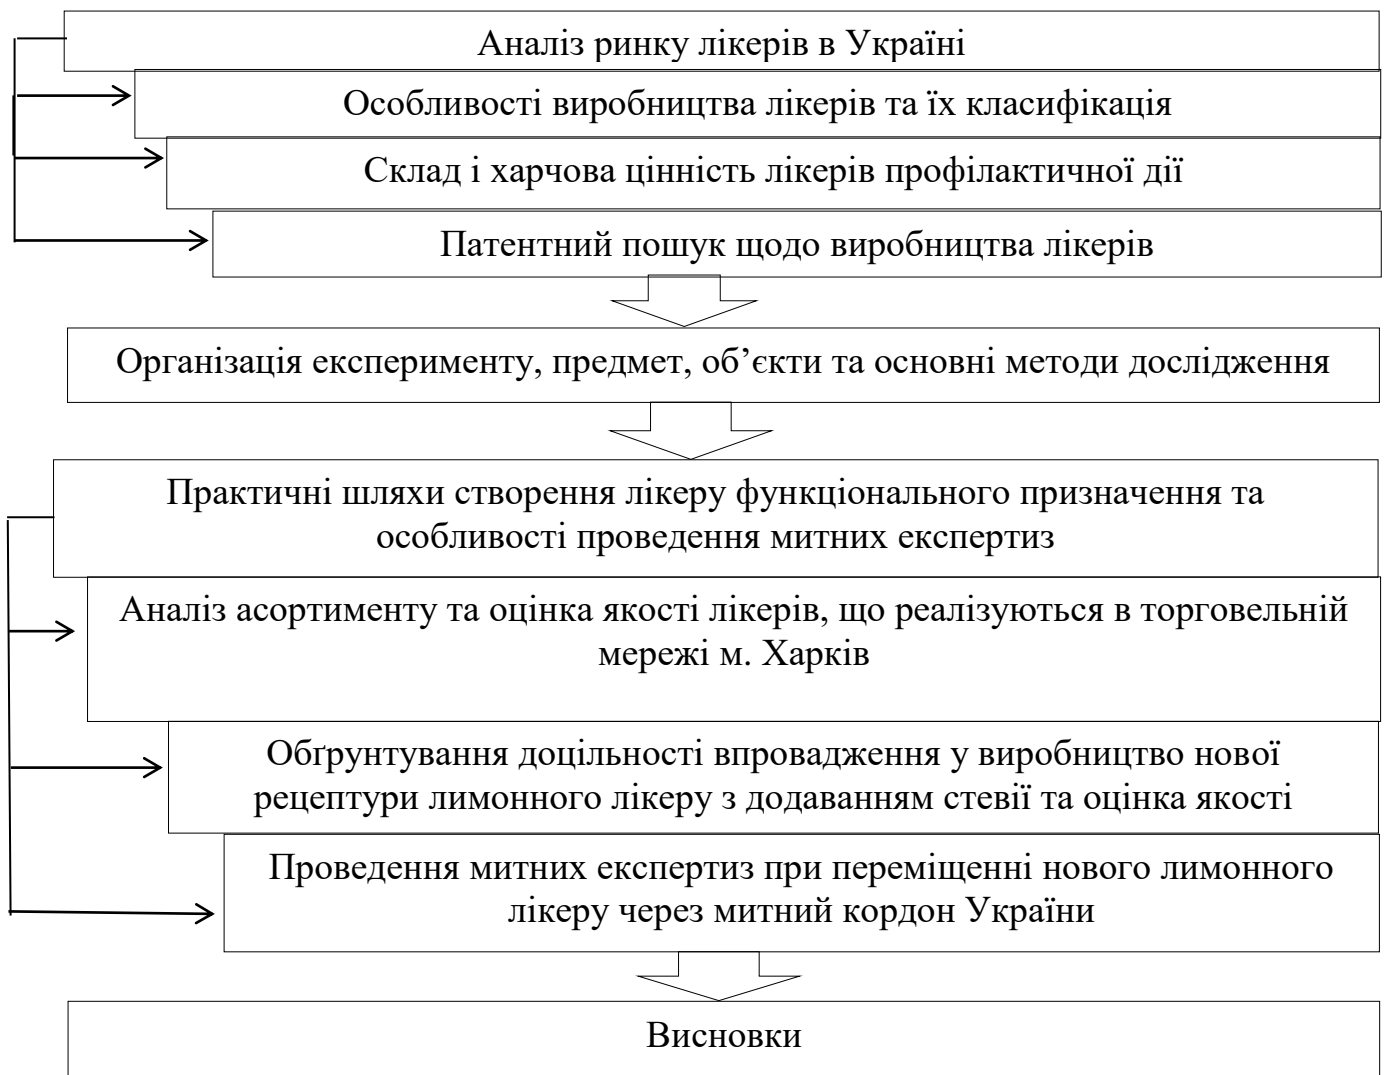 Аналіз ринку лікерів в Україні
Особливості виробництва лікерів та їх класифікація
Склад і харчова цінність лікерів профілактичної дії
Патентний пошук щодо виробництва лікерів
Організація експерименту, предмет, об’єкти та основні методи дослідження
Практичні шляхи створення лікеру функціонального призначення та
особливості проведення митних експертиз
Аналіз асортименту та оцінка якості лікерів, що реалізуються в торговельній
мережі м. Харків
Обґрунтування доцільності впровадження у виробництво нової
рецептури лимонного лікеру з додаванням стевії та оцінка якості
Проведення митних експертиз при переміщенні нового лимонного
лікеру через митний кордон України
Висновки